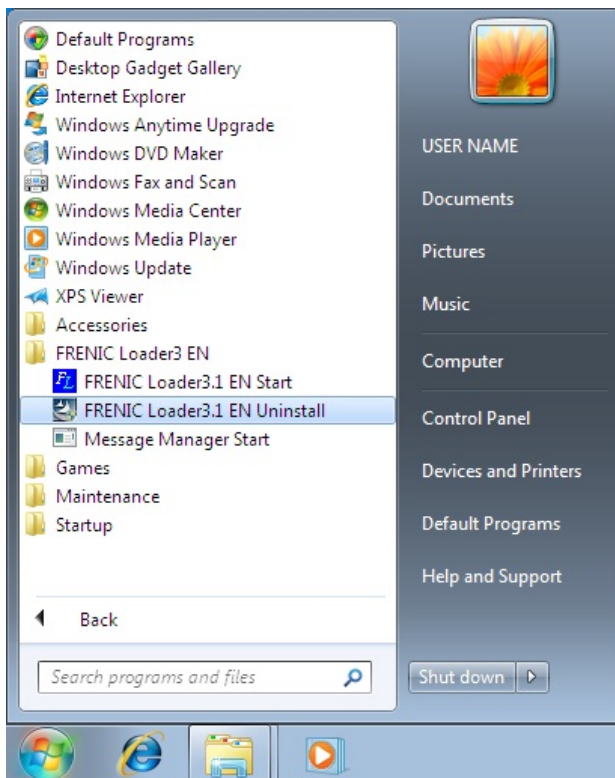 Default Programs
Desktop Gadget Gallery
Internet Explorer
Windows Anytime Upgrade
Windows DVD Maker
Windows Fax and Scan
Windows Media Center
Windows Media Player
Windows Update
XPS Viewer
Accessories
FRENIC Loader3 EN
FL FRENIC Loader3.1 EN Start
FRENIC Loader3.1 EN Uninstall
Message Manager Start
Games
Maintenance
Startup
Back
Search programs and files
USER NAME
Documents
Pictures
Music
Computer
Control Panel
Devices and Printers
Default Programs
Help and Support
Shut down